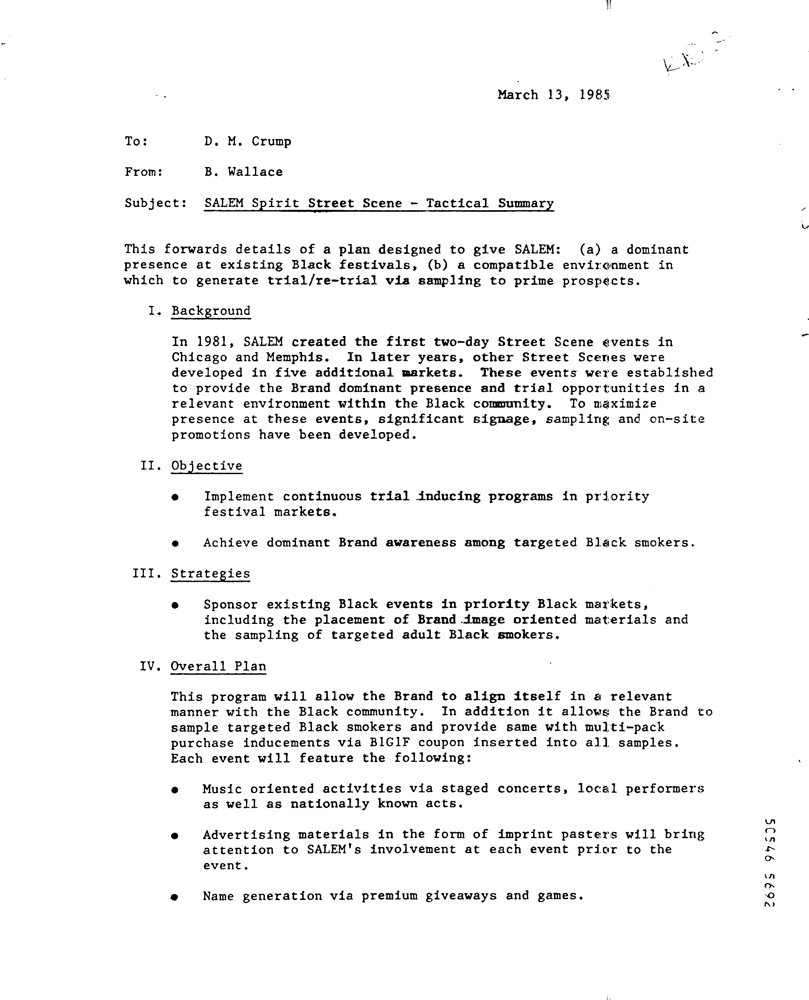 March 13, 1985
To: D. M. Crump
From: B. Wallace
Subject: SALEM Spirit Street Scene - Tactical Summary
This forwards details of a plan designed to give SALEM: (a) a dominant
presence at existing Black festivals, (b) a compatible environment in
which to generate trial/re-trial via sampling to prime prospects.
I. Background
In 1981, SALEM created the first two-day Street Scene events in
Chicago and Memphis. In later years, other Street Scenes were
developed in five additional markets. These events were established
to provide the Brand dominant presence and trial opportunities in a
relevant environment within the Black community. To maximize
presence at these events, significant signage, sampling and on-site
promotions have been developed.
II. Objective
● Implement continuous trial inducing programs in priority
festival markets.
● Achieve dominant Brand awareness among targeted Black smokers.
III. Strategies
● Sponsor existing Black events in priority Black markets,
including the placement of Brand image oriented materials and
the sampling of targeted adult Black smokers.
IV. Overall Plan
This program will allow the Brand to align itself in a relevant
manner with the Black community. In addition it allows the Brand to
sample targeted Black smokers and provide same with multi-pack
purchase inducements via B1G1F coupon inserted into all samples.
Each event will feature the following:
● Music oriented activities via staged concerts, local performers
as well as nationally known acts.
● Advertising materials in the form of imprint pasters will bring
attention to SALEM's involvement at each event prior to the
event.
● Name generation via premium giveaways and games.
50546 5692